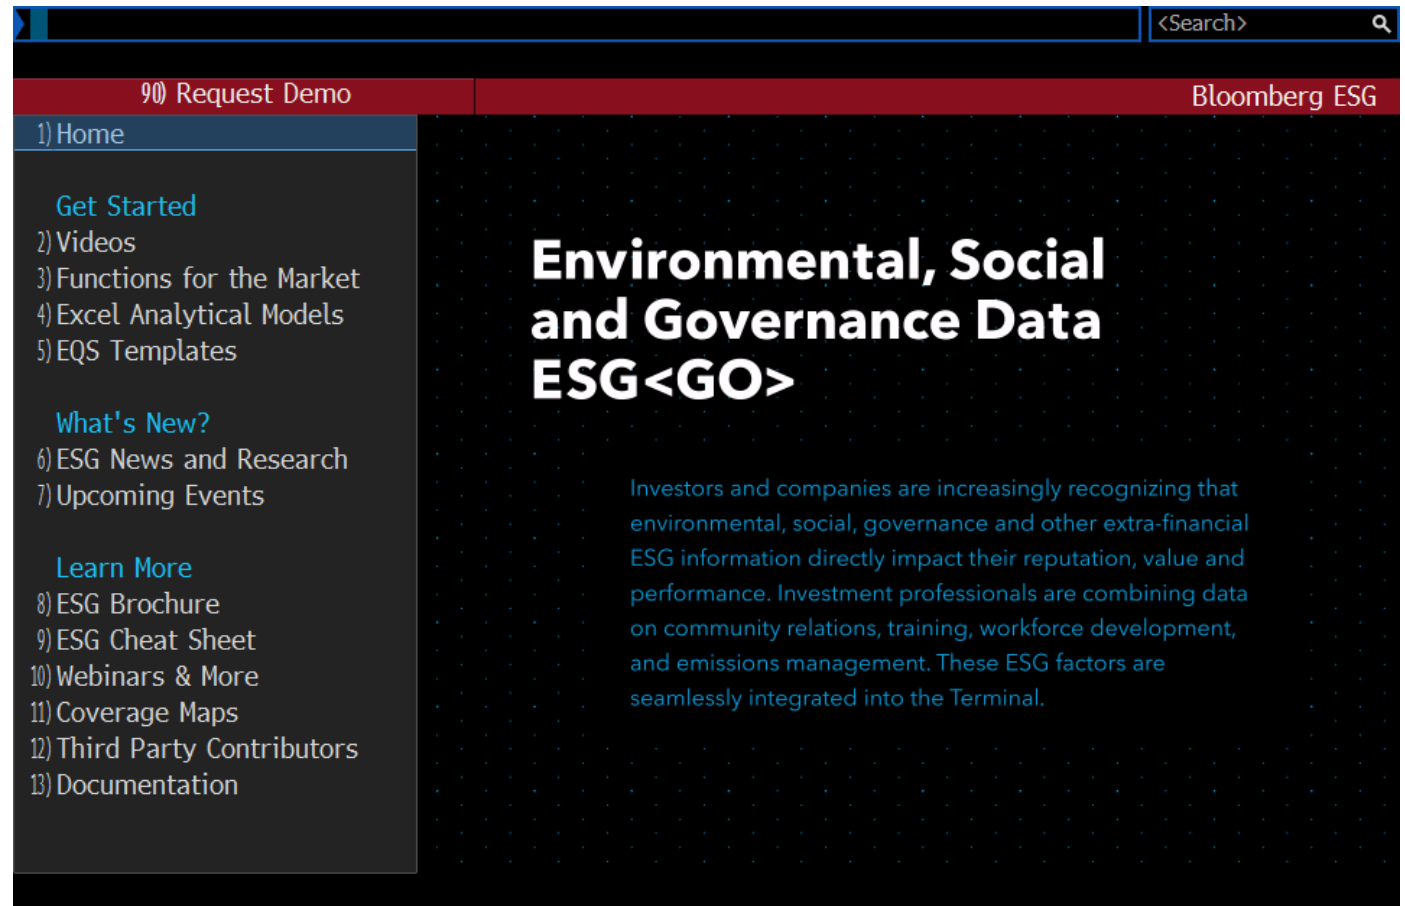 <Search>
90) Request Demo
Bloomberg ESG
1) Home
Get Started
2) Videos
3) Functions for the Market
4) Excel Analytical Models
5) EQS Templates
What's New?
6) ESG News and Research
7) Upcoming Events
Learn More
8) ESG Brochure
9) ESG Cheat Sheet
10) Webinars & More
11) Coverage Maps
12) Third Party Contributors
13) Documentation
Environmental, Social
and Governance Data
ESG<GO>
Investors and companies are increasingly recognizing that
environmental, social, governance and other extra-financial
ESG information directly impact their reputation, value and
performance. Investment professionals are combining data
on community relations, training, workforce development,
and emissions management. These ESG factors are
seamlessly integrated into the Terminal.